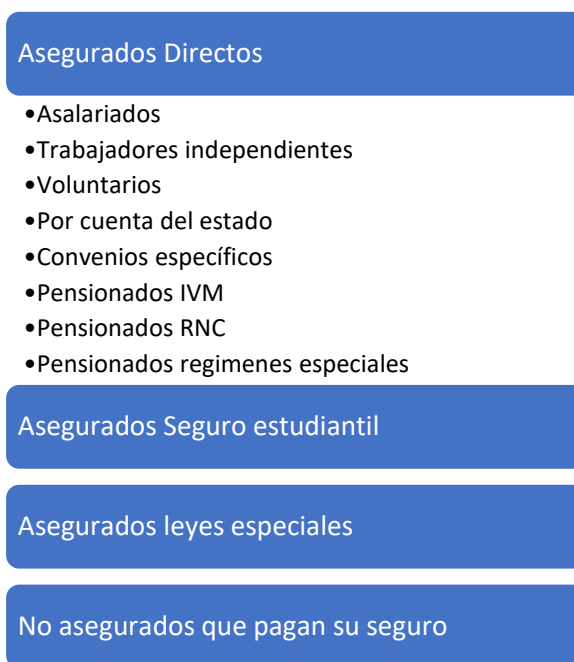 Asegurados Directos
•Asalariados
•Trabajadores independientes
•Voluntarios
•Por cuenta del estado
•Convenios específicos
•Pensionados IVM
•Pensionados RNC
•Pensionados regimenes especiales
Asegurados Seguro estudiantil
Asegurados leyes especiales
No asegurados que pagan su seguro